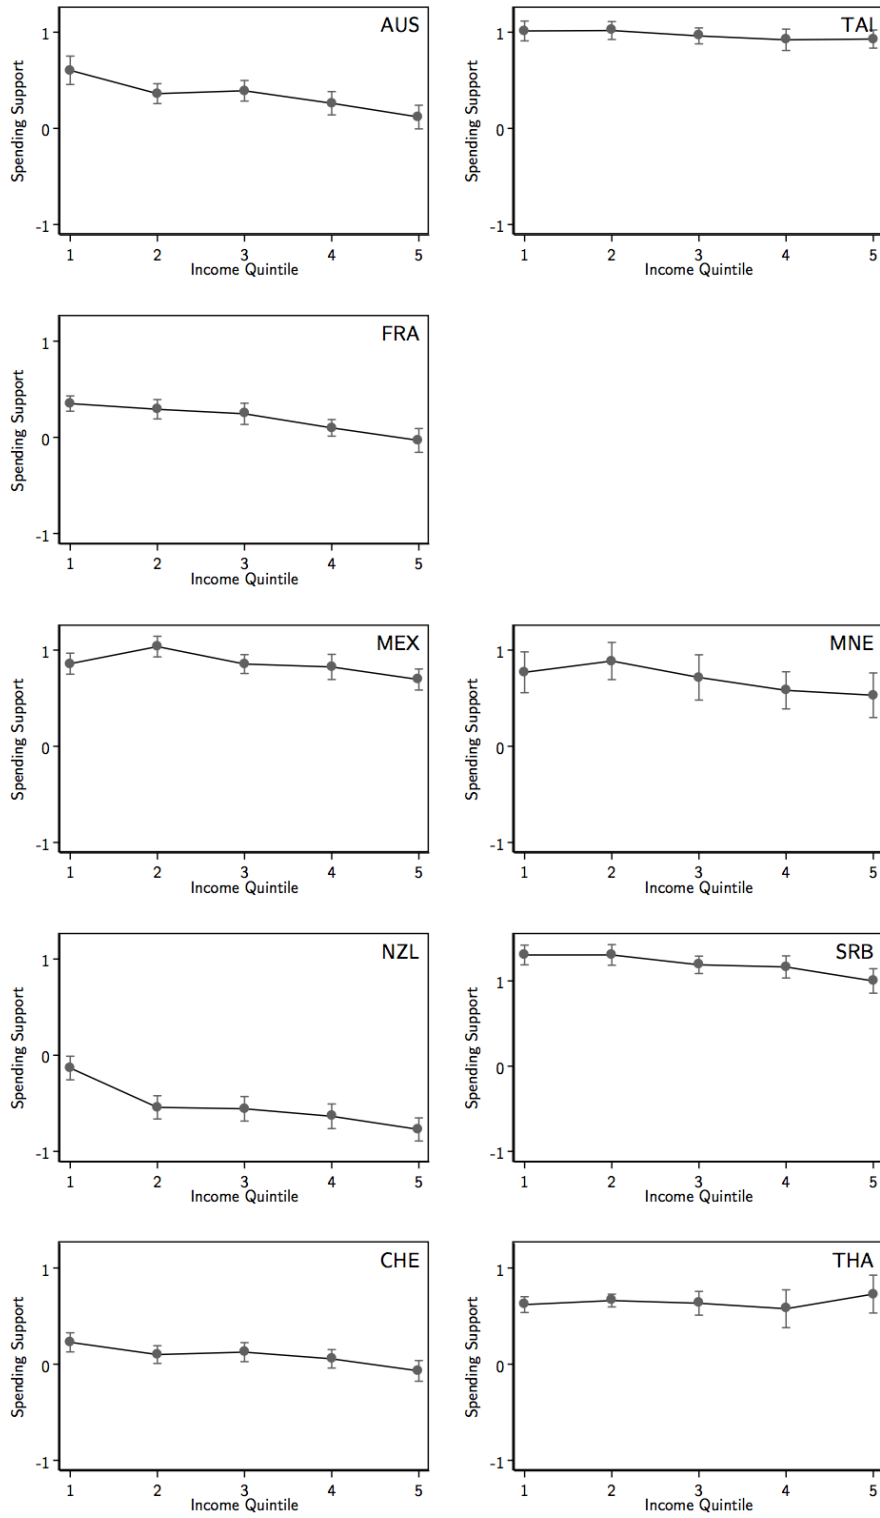 AUS
Spending Support
1
0
-1
1 2 3 4 5
Income Quintile
TAI
Spending Support
1
0
-1
1 2 3 4 5
Income Quintile
FRA
Spending Support
1
0
-1
1 2 3 4 5
Income Quintile
MEX
Spending Support
1
0
-1
1 2 3 4 5
Income Quintile
MNE
Spending Support
1
0
-1
1 2 3 4 5
Income Quintile
NZL
Spending Support
1
0
-1
1 2 3 4 5
Income Quintile
SRB
Spending Support
1
0
-1
1 2 3 4 5
Income Quintile
CHE
Spending Support
1
0
-1
1 2 3 4 5
Income Quintile
THA
Spending Support
1
0
-1
1 2 3 4 5
Income Quintile